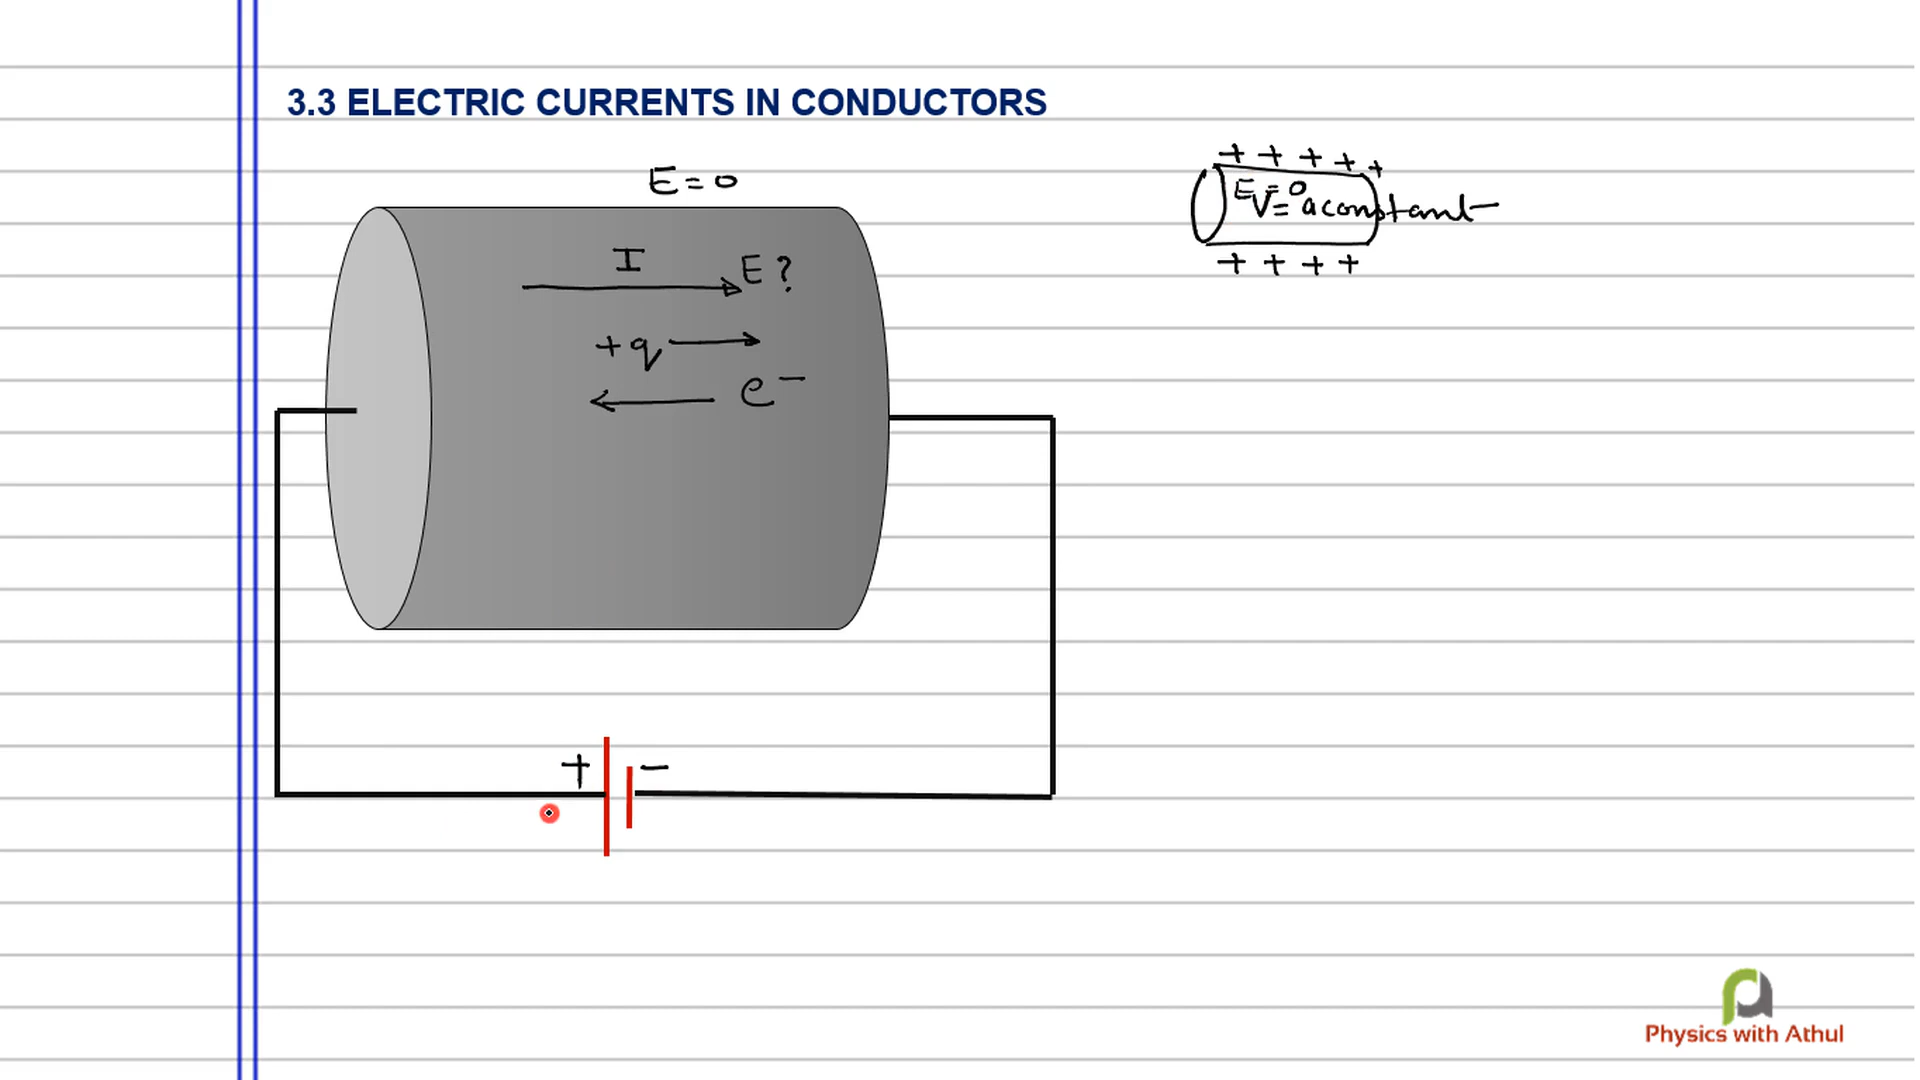 3.3 ELECTRIC CURRENTS IN CONDUCTORS
E = 0
I
E ?
+q
e⁻
+ −
+ + + + +
E = 0
V = a constant
+ + + +
Physics with Athul